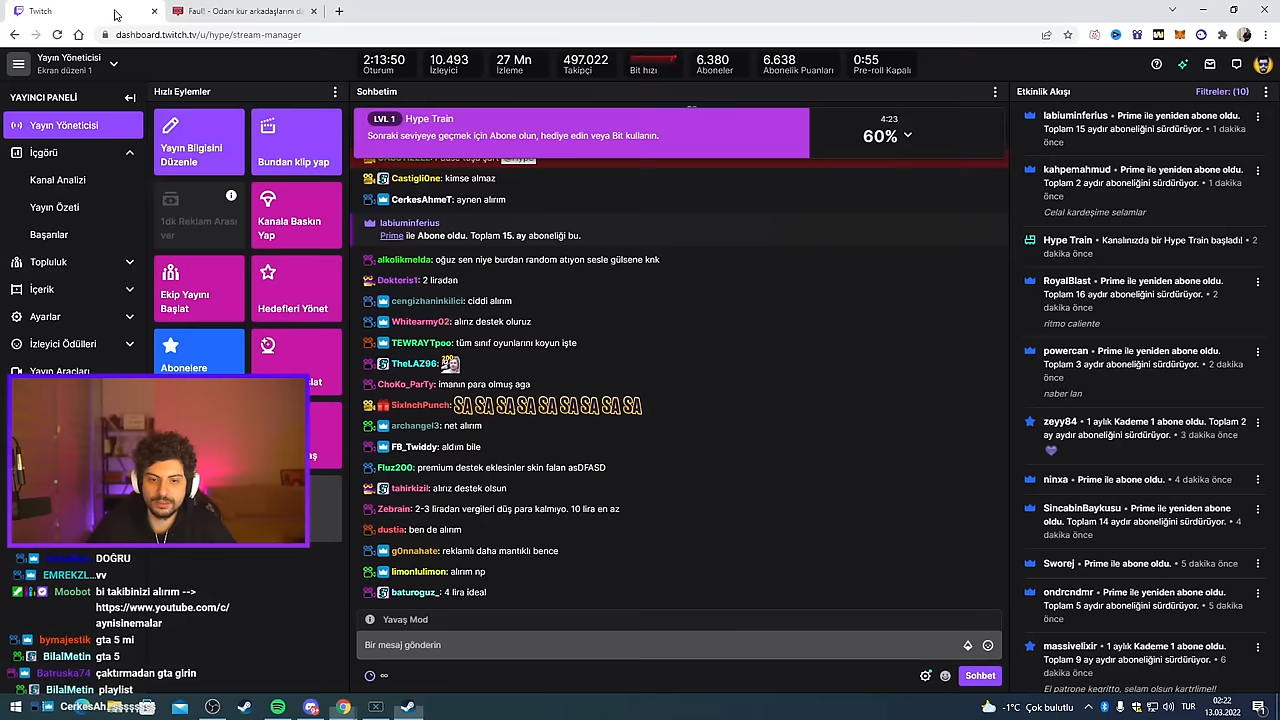 Twitch
Faul! - Odanı kur arkadaşlarını da
dashboard.twitch.tv/u/hype/stream-manager
Yayın Yöneticisi
Ekran düzeni 1
2:13:50
Oturum
10.493
İzleyici
27 Mn
İzleme
497.022
Takipçi
Bit hızı
6.380
Aboneler
6.638
Abonelik Puanları
0:55
Pre-roll Kapalı
YAYINCI PANELİ
Yayın Yöneticisi
İçgörü
Kanal Analizi
Yayın Özeti
Başarılar
Topluluk
İçerik
Ayarlar
İzleyici Ödülleri
Yayın Araçları
Hızlı Eylemler
Yayın Bilgisini
Düzenle
Bundan klip yap
1dk Reklam Arası
ver
Kanala Baskın
Yap
Ekip Yayını
Başlat
Hedefleri Yönet
Abonelere
Sohbetim
LVL 1 Hype Train
Sonraki seviyeye geçmek için Abone olun, hediye edin veya Bit kullanın.
4:23
60%
Castigli0ne: kimse almaz
CerkesAhmeT: aynen alırım
labiuminferius
Prime ile Abone oldu. Toplam 15. ay aboneliği bu.
alkolikmelda: oğuz sen niye burdan random atıyon sesle gülsene knk
Doktoris1: 2 liradan
cengizhaninkilici: ciddi alırım
Whitearmy02: alırız destek oluruz
TEWRAYTpoo: tüm sınıf oyunlarını koyun işte
TheLAZ96:
ChoKo_ParTy: imanın para olmuş aga
SixInchPunch: SA SA SA SA SA SA SA SA SA
archangel3: net alırım
FB_Twiddy: aldım bile
Fluz200: premium destek eklesinler skin falan asDFASD
tahirkizil: alırız destek olsun
Zebrain: 2-3 liradan vergileri düş para kalmıyo. 10 lira en az
dustia: ben de alırım
g0nnahate: reklamlı daha mantıklı bence
limonlulimon: alırım np
baturoguz_: 4 lira ideal
Yavaş Mod
Bir mesaj gönderin
Sohbet
Etkinlik Akışı
Filtreler: (10)
labiuminferius • Prime ile yeniden abone oldu.
Toplam 15 aydır aboneliğini sürdürüyor. • 1 dakika
önce
kahpemahmud • Prime ile yeniden abone oldu.
Toplam 2 aydır aboneliğini sürdürüyor. • 1 dakika
önce
Celal kardeşime selamlar
Hype Train • Kanalınızda bir Hype Train başladı! • 2
dakika önce
RoyalBlast • Prime ile yeniden abone oldu.
Toplam 16 aydır aboneliğini sürdürüyor. • 2
dakika önce
ritmo caliente
powercan • Prime ile yeniden abone oldu.
Toplam 3 aydır aboneliğini sürdürüyor. • 2 dakika
önce
naber lan
zeyy84 • 1 aylık Kademe 1 abone oldu. Toplam 2
ay aydır aboneliğini sürdürüyor. • 3 dakika önce
ninxa • Prime ile abone oldu. • 4 dakika önce
SincabinBaykusu • Prime ile yeniden abone
oldu. Toplam 14 aydır aboneliğini sürdürüyor. • 4
dakika önce
Sworej • Prime ile abone oldu. • 5 dakika önce
ondrcndmr • Prime ile yeniden abone oldu.
Toplam 5 aydır aboneliğini sürdürüyor. • 5 dakika
önce
massivelixir • 1 aylık Kademe 1 abone oldu.
Toplam 9 ay aydır aboneliğini sürdürüyor. • 6
dakika önce
El patrone kegritto, selam olsun kartrlime!!
DOĞRU
EMREKZL... vv
Moobot bi takibinizi alırım -->
https://www.youtube.com/c/
aynisinemalar
bymajestik gta 5 mi
BilalMetin gta 5
Batruska74 çaktırmadan gta girin
BilalMetin playlist
-1°C Çok bulutlu
TUR
02:22
13.03.2022